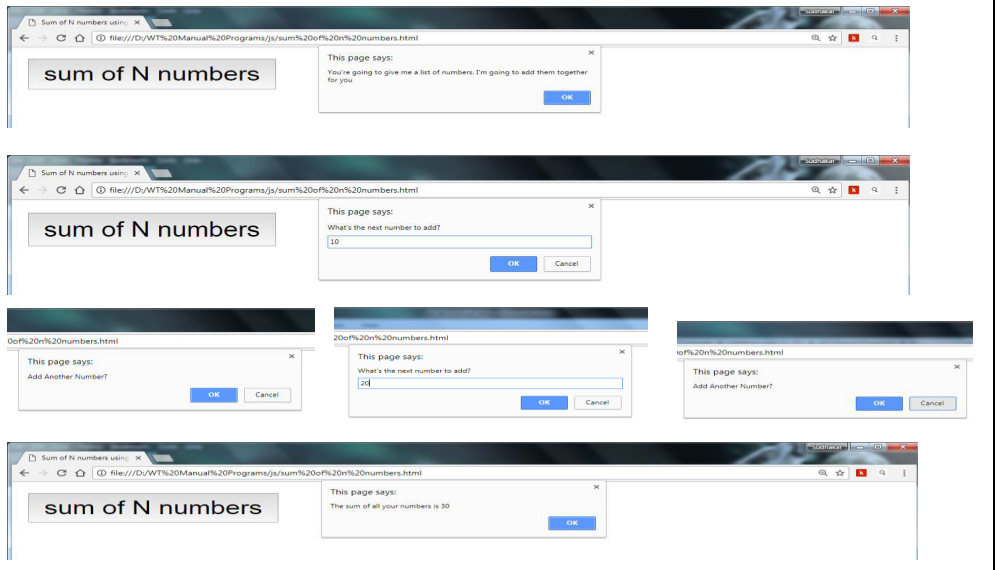 Sudhakar
Sum of N numbers using
file:///D:/WT%20Manual%20Programs/js/sum%20of%20n%20numbers.html
sum of N numbers
This page says:
You're going to give me a list of numbers. I'm going to add them together
for you
OK
Sudhakar
Sum of N numbers using
file:///D:/WT%20Manual%20Programs/js/sum%20of%20n%20numbers.html
sum of N numbers
This page says:
What's the next number to add?
10
OK Cancel
0of%20n%20numbers.html
This page says:
Add Another Number?
OK Cancel
20of%20n%20numbers.html
This page says:
What's the next number to add?
20
OK Cancel
of%20n%20numbers.html
This page says:
Add Another Number?
OK Cancel
Sudhakar
Sum of N numbers using
file:///D:/WT%20Manual%20Programs/js/sum%20of%20n%20numbers.html
sum of N numbers
This page says:
The sum of all your numbers is 30
OK